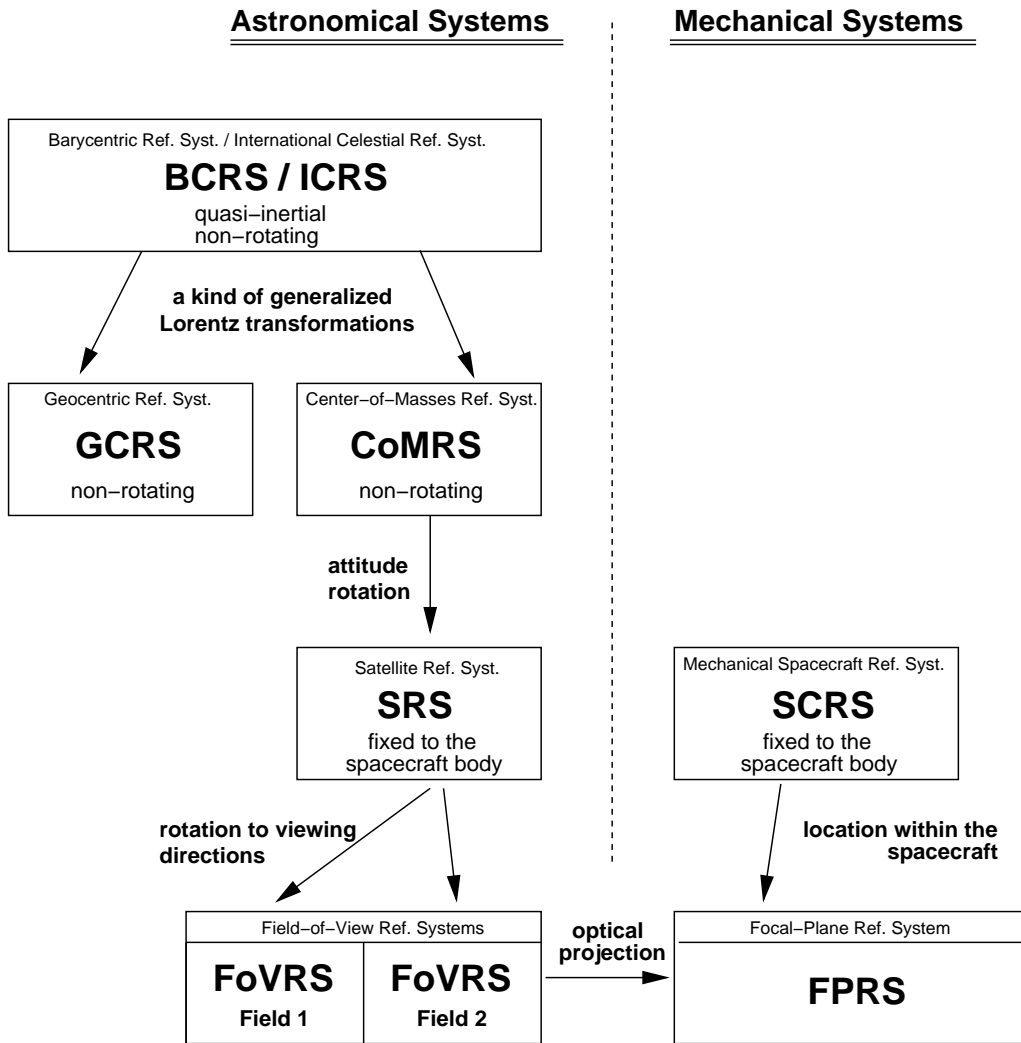 Astronomical Systems
Mechanical Systems
Barycentric Ref. Syst. / International Celestial Ref. Syst.
BCRS / ICRS
quasi−inertial
non−rotating
a kind of generalized
Lorentz transformations
Geocentric Ref. Syst.
GCRS
non−rotating
Center−of−Masses Ref. Syst.
CoMRS
non−rotating
attitude
rotation
Satellite Ref. Syst.
SRS
fixed to the
spacecraft body
Mechanical Spacecraft Ref. Syst.
SCRS
fixed to the
spacecraft body
rotation to viewing
directions
location within the
spacecraft
Field−of−View Ref. Systems
FoVRS
Field 1
FoVRS
Field 2
optical
projection
Focal−Plane Ref. System
FPRS